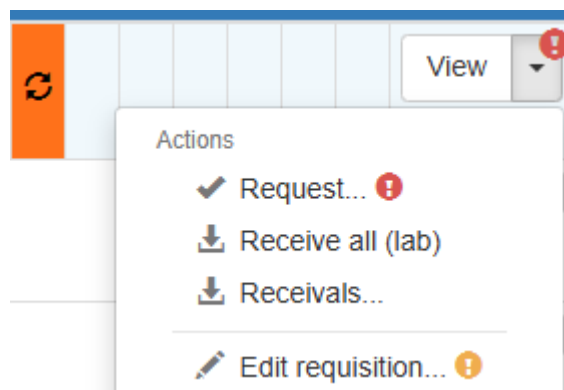 View
Actions
Request...
Receive all (lab)
Receivals...
Edit requisition...